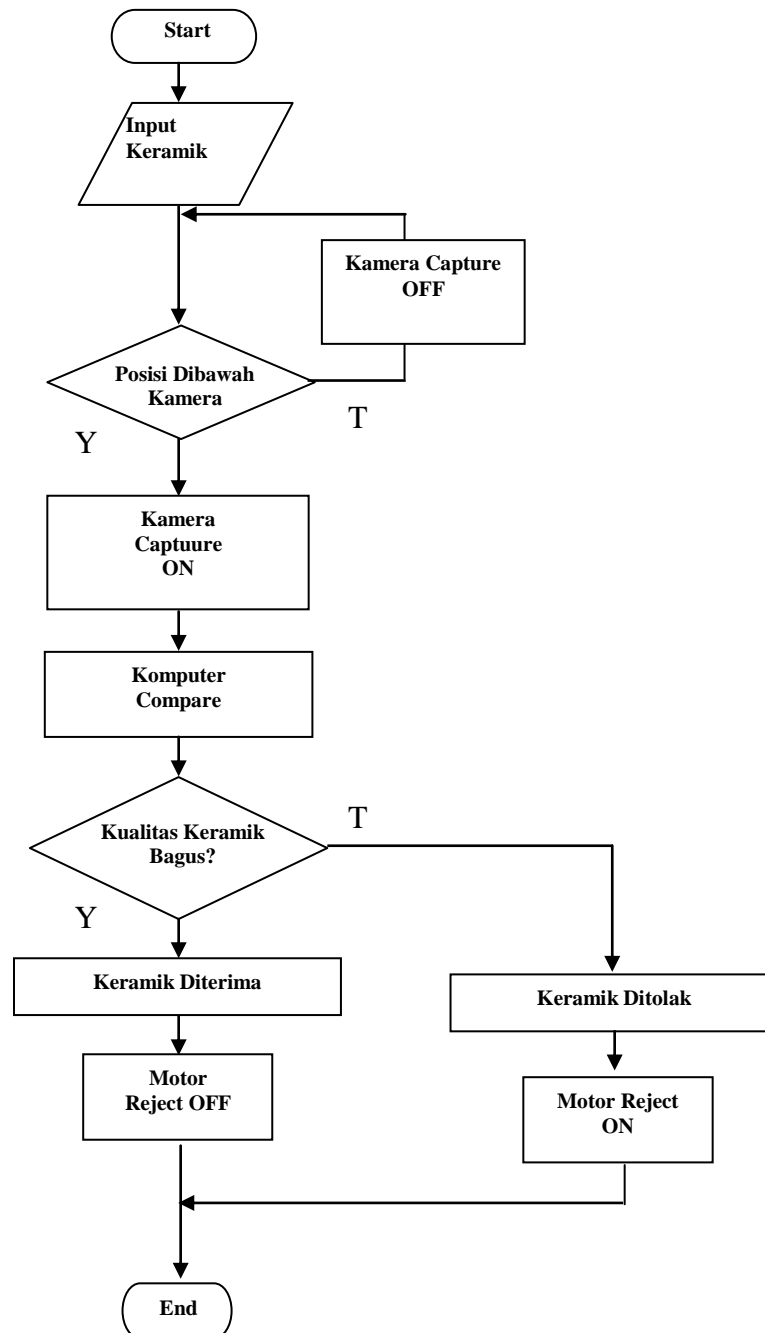 Start
Input
Keramik
Kamera Capture
OFF
Posisi Dibawah
Kamera
T
Y
Kamera
Captuure
ON
Komputer
Compare
Kualitas Keramik
Bagus?
T
Y
Keramik Diterima
Keramik Ditolak
Motor
Reject OFF
Motor Reject
ON
End